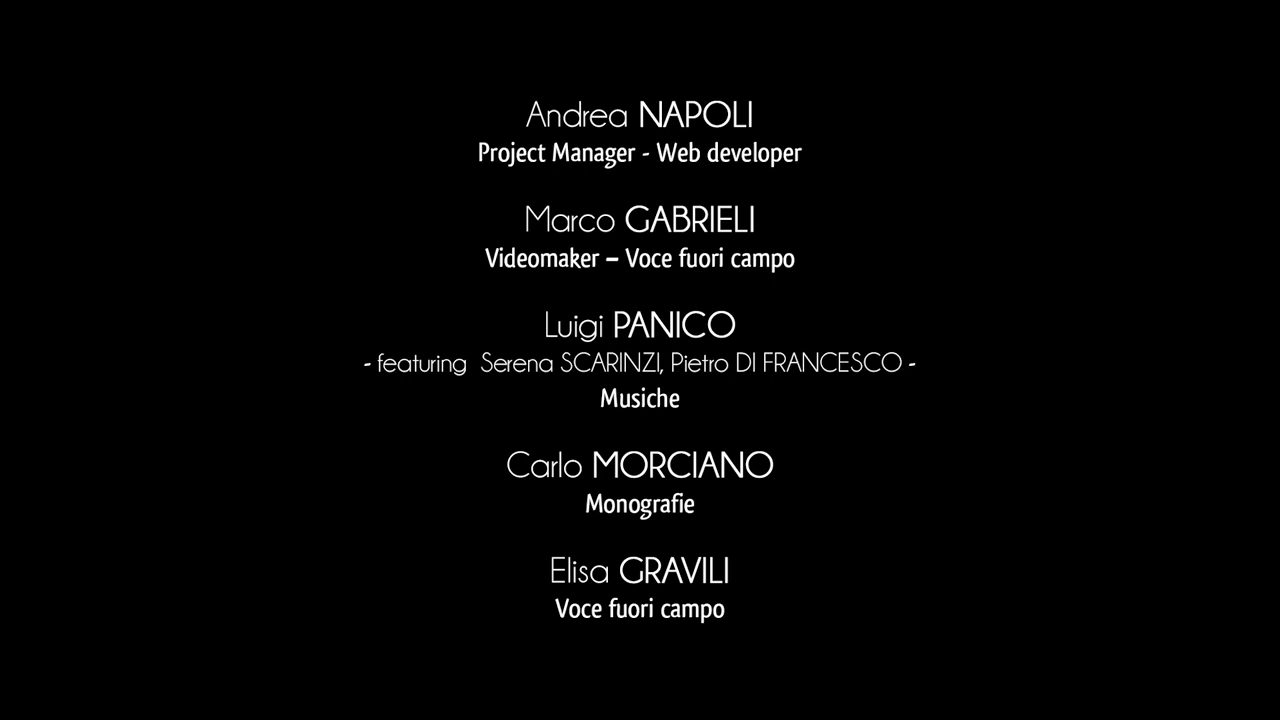 Andrea NAPOLI
Project Manager - Web developer
Marco GABRIELI
Videomaker – Voce fuori campo
Luigi PANICO
- featuring  Serena SCARINZI, Pietro DI FRANCESCO -
Musiche
Carlo MORCIANO
Monografie
Elisa GRAVILI
Voce fuori campo